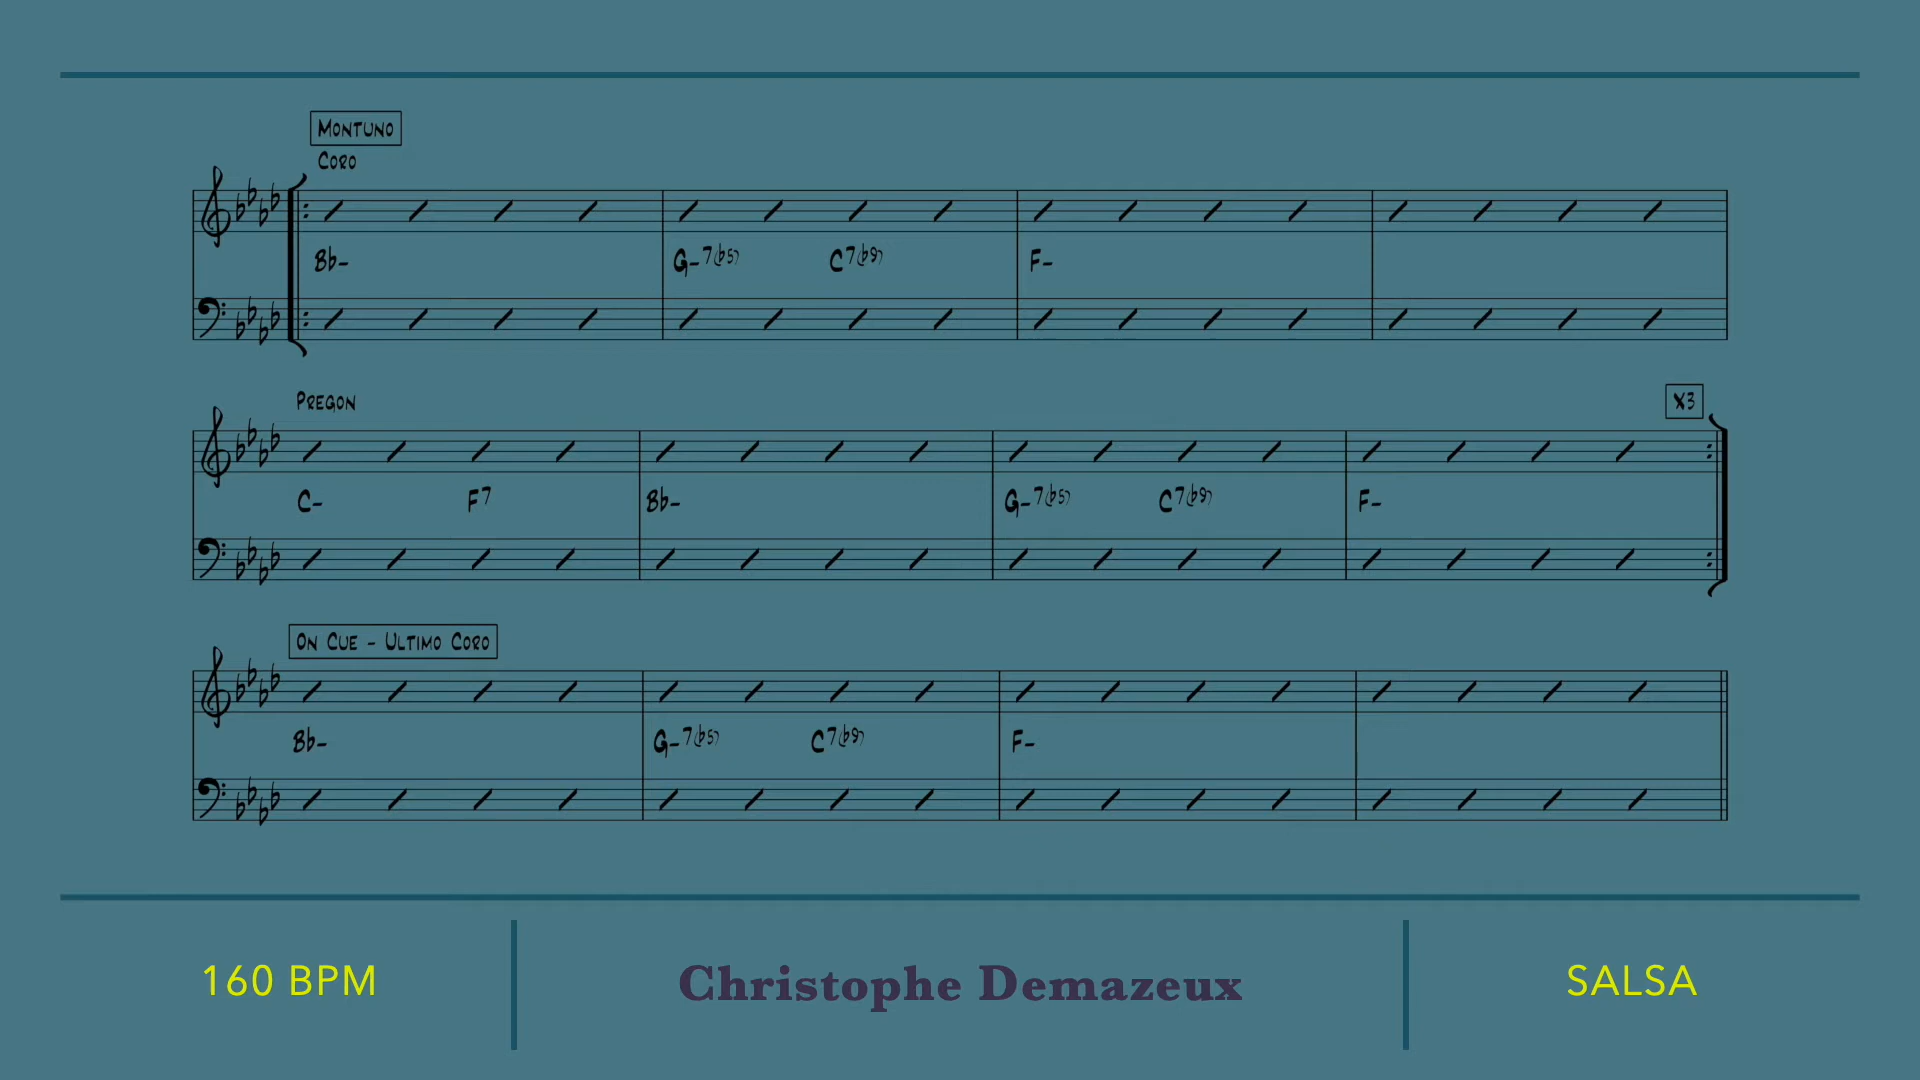 Montuno
Coro
Bb- G-7(b5) C7(b9) F-
Pregon X3
C- F7 Bb- G-7(b5) C7(b9) F-
On Cue - Ultimo Coro
Bb- G-7(b5) C7(b9) F-
160 BPM Christophe Demazeux SALSA